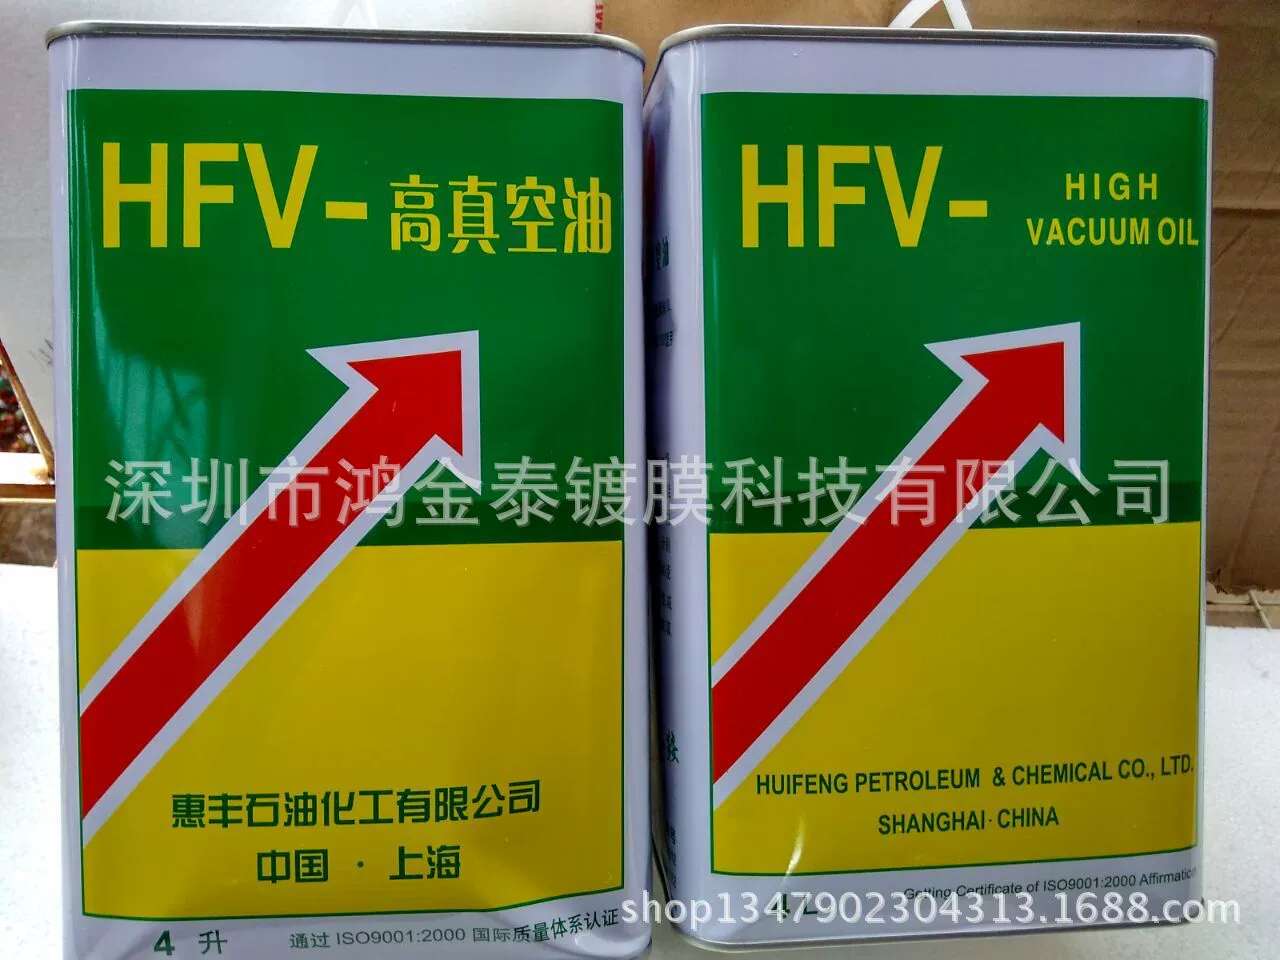 HFV-高真空油
惠丰石油化工有限公司
中国·上海
4升
通过ISO9001:2000国际质量体系认证
HFV-
HIGH
VACUUM OIL
HUIFENG PETROLEUM & CHEMICAL CO., LTD.
SHANGHAI·CHINA
Getting Certificate of ISO9001:2000 Affirmation
深圳市鸿金泰镀膜科技有限公司
shop1347902304313.1688.com